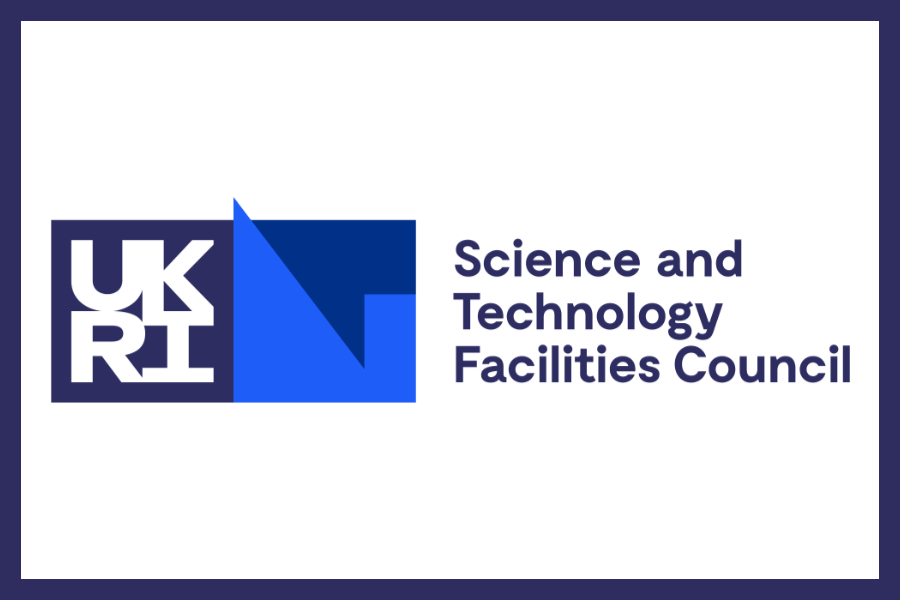 UK
RI
Science and
Technology
Facilities Council